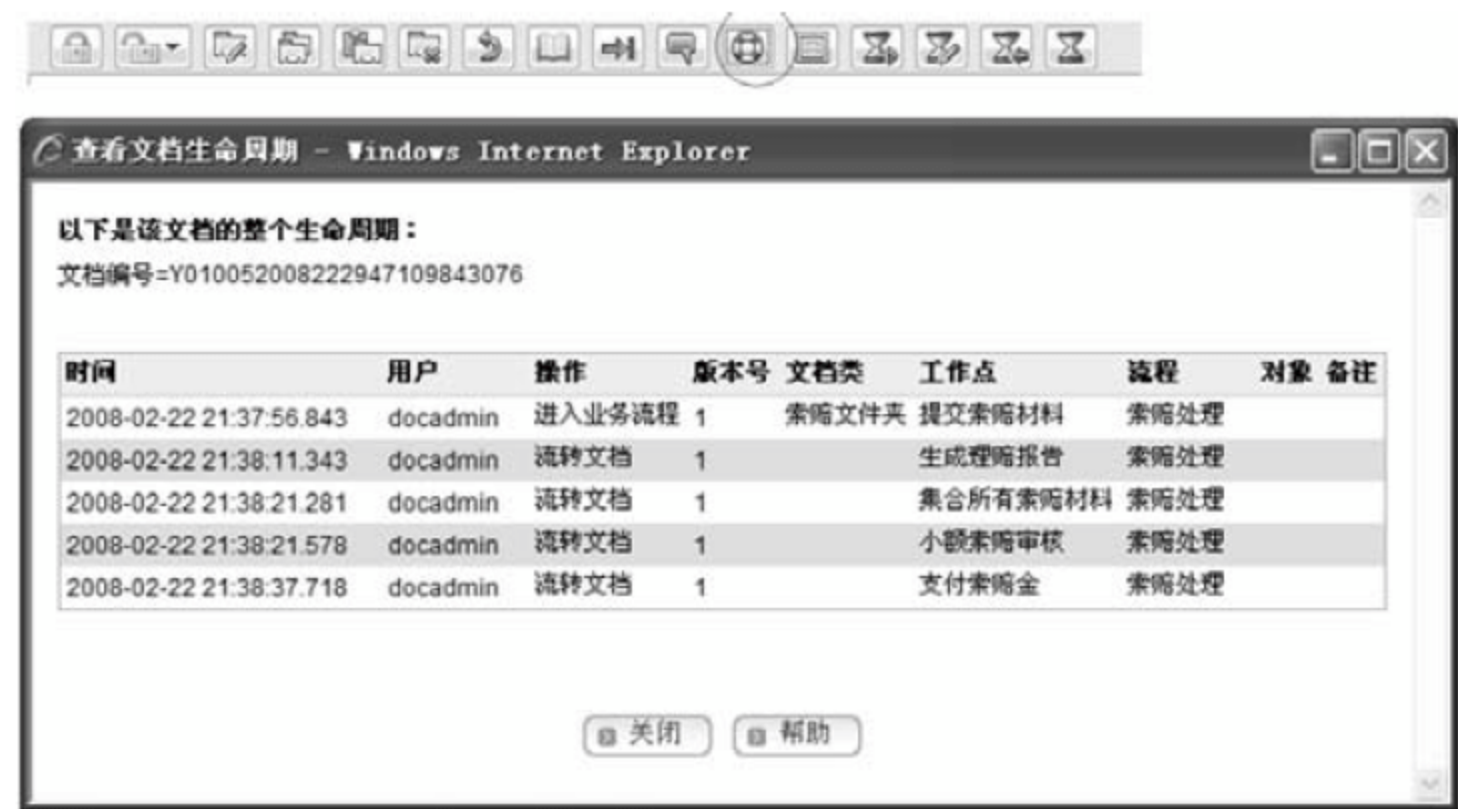 查看文档生命周期 - Windows Internet Explorer
以下是该文档的整个生命周期：
文档编号=Y010052008222947109843076
时间 用户 操作 版本号 文档类 工作点 流程 对象 备注
2008-02-22 21:37:56.843 docadmin 进入业务流程 1 索赔文件夹 提交索赔材料 索赔处理
2008-02-22 21:38:11.343 docadmin 流转文档 1 生成理赔报告 索赔处理
2008-02-22 21:38:21.281 docadmin 流转文档 1 集合所有索赔材料 索赔处理
2008-02-22 21:38:21.578 docadmin 流转文档 1 小额索赔审核 索赔处理
2008-02-22 21:38:37.718 docadmin 流转文档 1 支付索赔金 索赔处理
关闭 帮助